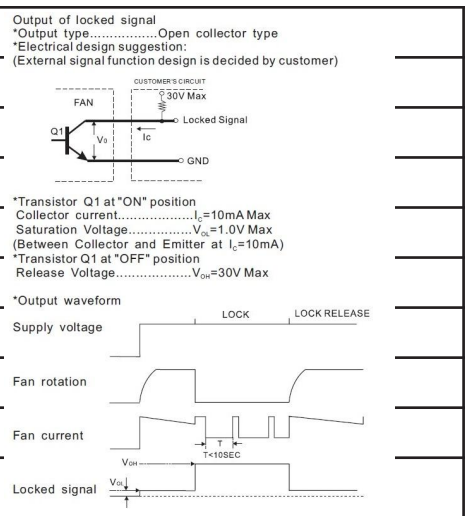 Output of locked signal
*Output type.................Open collector type
*Electrical design suggestion:
(External signal function design is decided by customer)
CUSTOMER'S CIRCUIT
30V Max
FAN
Locked Signal
Q1
Vo
Ic
GND
*Transistor Q1 at "ON" position
Collector current...................IC=10mA Max
Saturation Voltage................VOL=1.0V Max
(Between Collector and Emitter at IC=10mA)
*Transistor Q1 at "OFF" position
Release Voltage...................VOH=30V Max
*Output waveform
LOCK
LOCK RELEASE
Supply voltage
Fan rotation
Fan current
T
T<10SEC
VOH
VOL
Locked signal